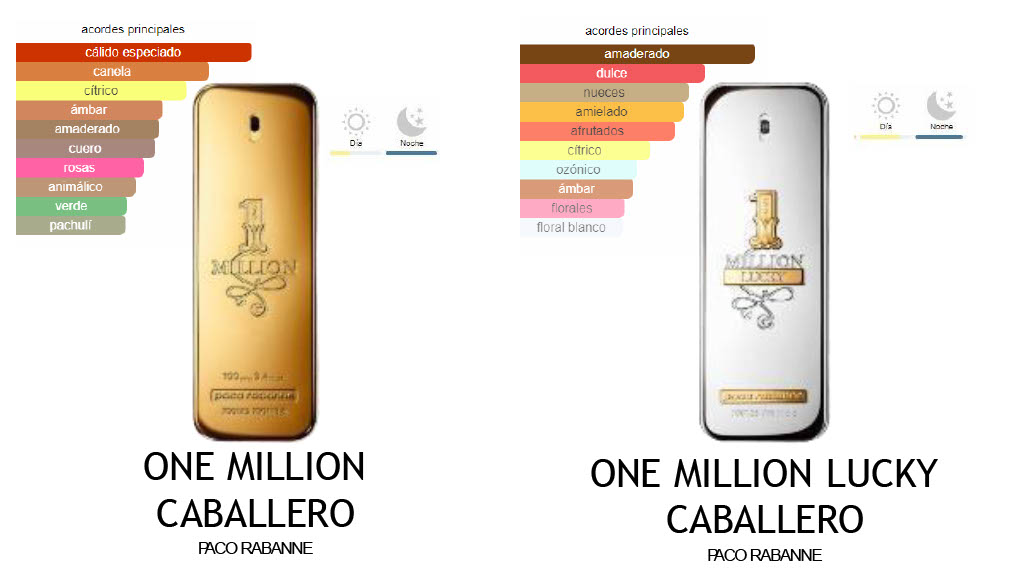 acordes principales
cálido especiado
canela
cítrico
ámbar
amaderado
cuero
rosas
animálico
verde
pachulí
Día
Noche
1
MILLION
paco rabanne
ONE MILLION
CABALLERO
PACO RABANNE
acordes principales
amaderado
dulce
nueces
amielado
afrutados
cítrico
ozónico
ámbar
florales
floral blanco
Día
Noche
1
MILLION
LUCKY
paco rabanne
ONE MILLION LUCKY
CABALLERO
PACO RABANNE